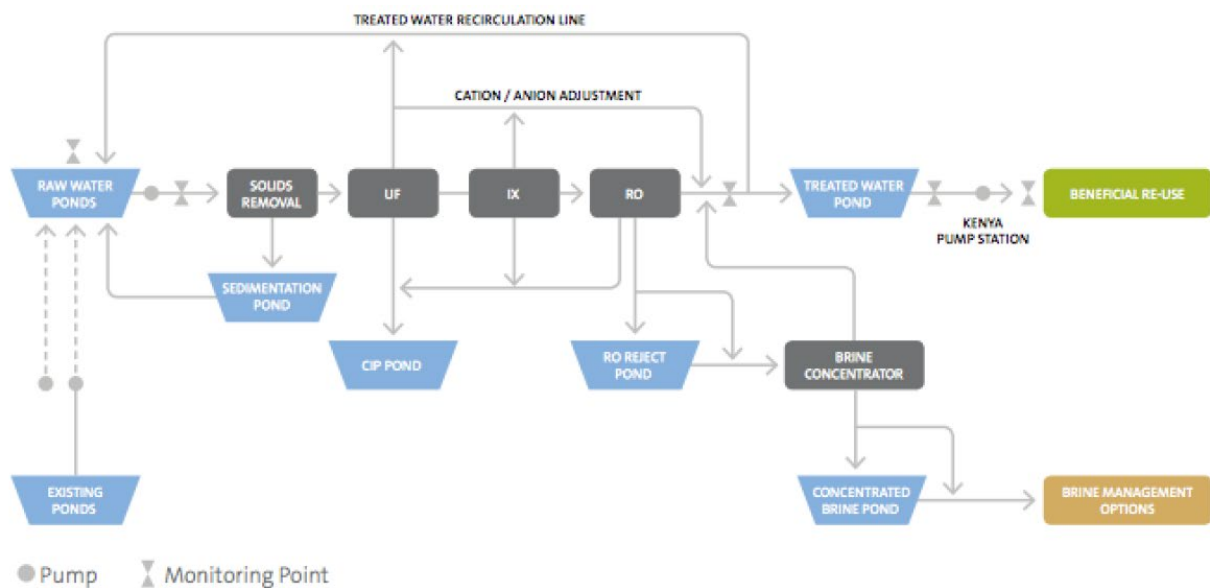 TREATED WATER RECIRCULATION LINE
CATION / ANION ADJUSTMENT
RAW WATER
PONDS
SOLIDS
REMOVAL
UF
IX
RO
TREATED WATER
POND
BENEFICIAL RE-USE
KENYA
PUMP STATION
SEDIMENTATION
POND
CIP POND
RO REJECT
POND
BRINE
CONCENTRATOR
EXISTING
PONDS
CONCENTRATED
BRINE POND
BRINE MANAGEMENT
OPTIONS
Pump
Monitoring Point